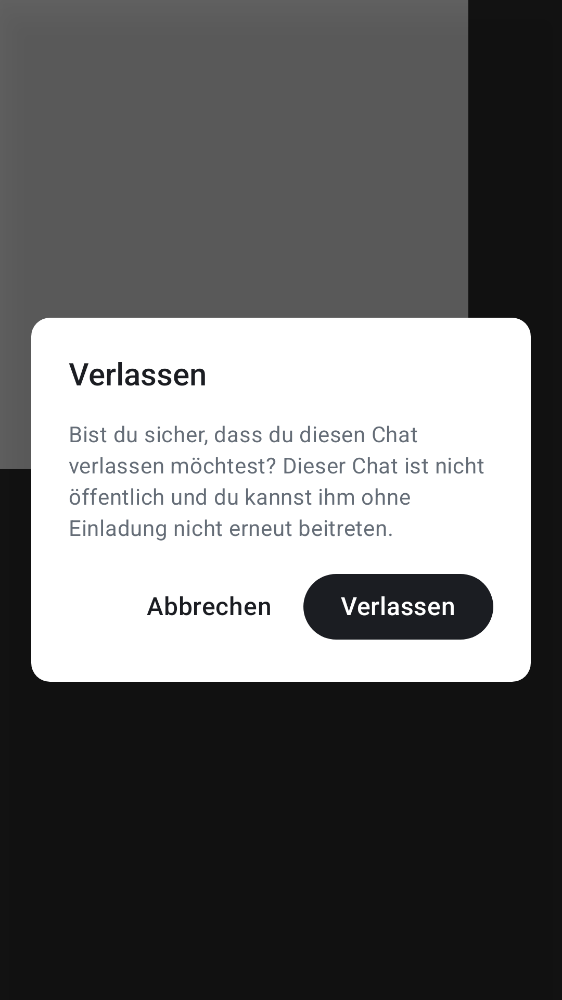 Verlassen
Bist du sicher, dass du diesen Chat
verlassen möchtest? Dieser Chat ist nicht
öffentlich und du kannst ihm ohne
Einladung nicht erneut beitreten.
Abbrechen
Verlassen